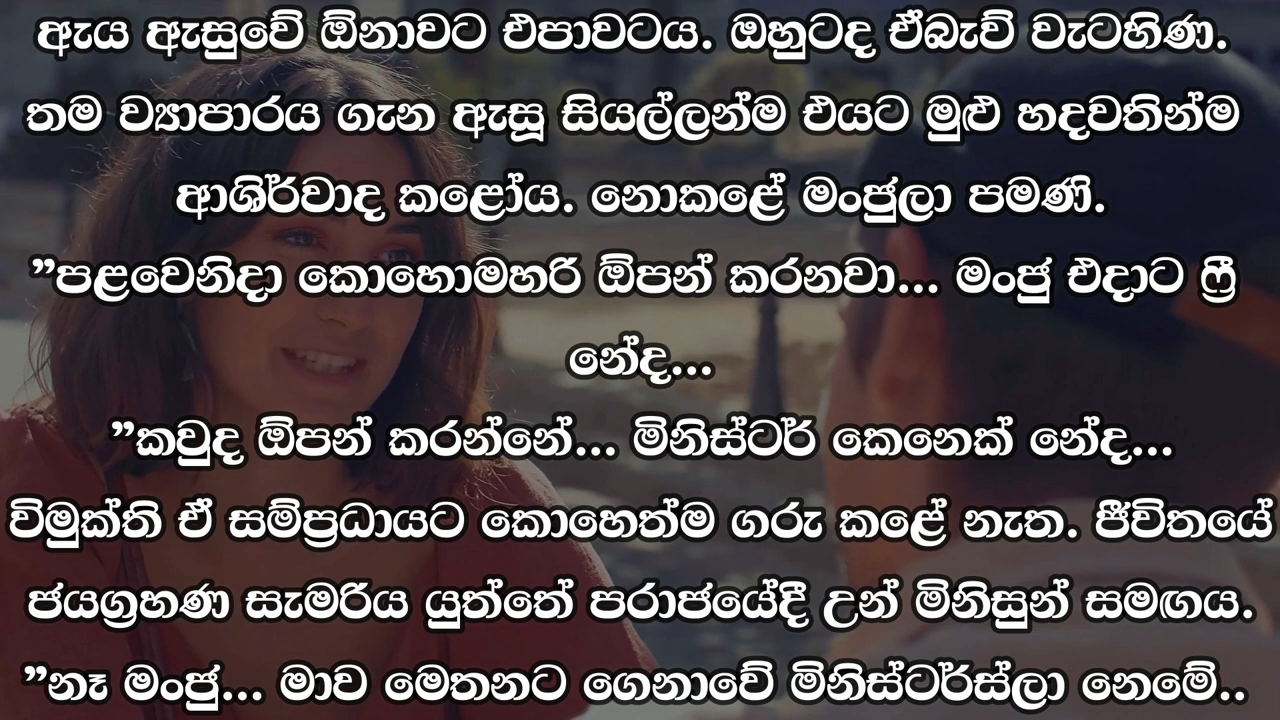 ඇය ඇසුවේ ඕනාවට එපාවටය. ඔහුටද ඒබැව් වැටහිණ.
තම ව්‍යාපාරය ගැන ඇසූ සියල්ලන්ම එයට මුළු හදවතින්ම
ආශිර්වාද කළෝය. නොකළේ මංජුලා පමණි.
”පළවෙනිදා කොහොමහරි ඕපන් කරනවා... මංජු එදාට ෆ්‍රී
නේද...
”කවුද ඕපන් කරන්නේ... මිනිස්ටර් කෙනෙක් නේද...
විමුක්ති ඒ සම්ප්‍රධායට කොහෙත්ම ගරු කළේ නැත. ජීවිතයේ
ජයග්‍රහණ සැමරිය යුත්තේ පරාජයේදී උන් මිනිසුන් සමඟය.
”නෑ මංජු... මාව මෙතනට ගෙනාවේ මිනිස්ටර්ස්ලා නෙමේ..